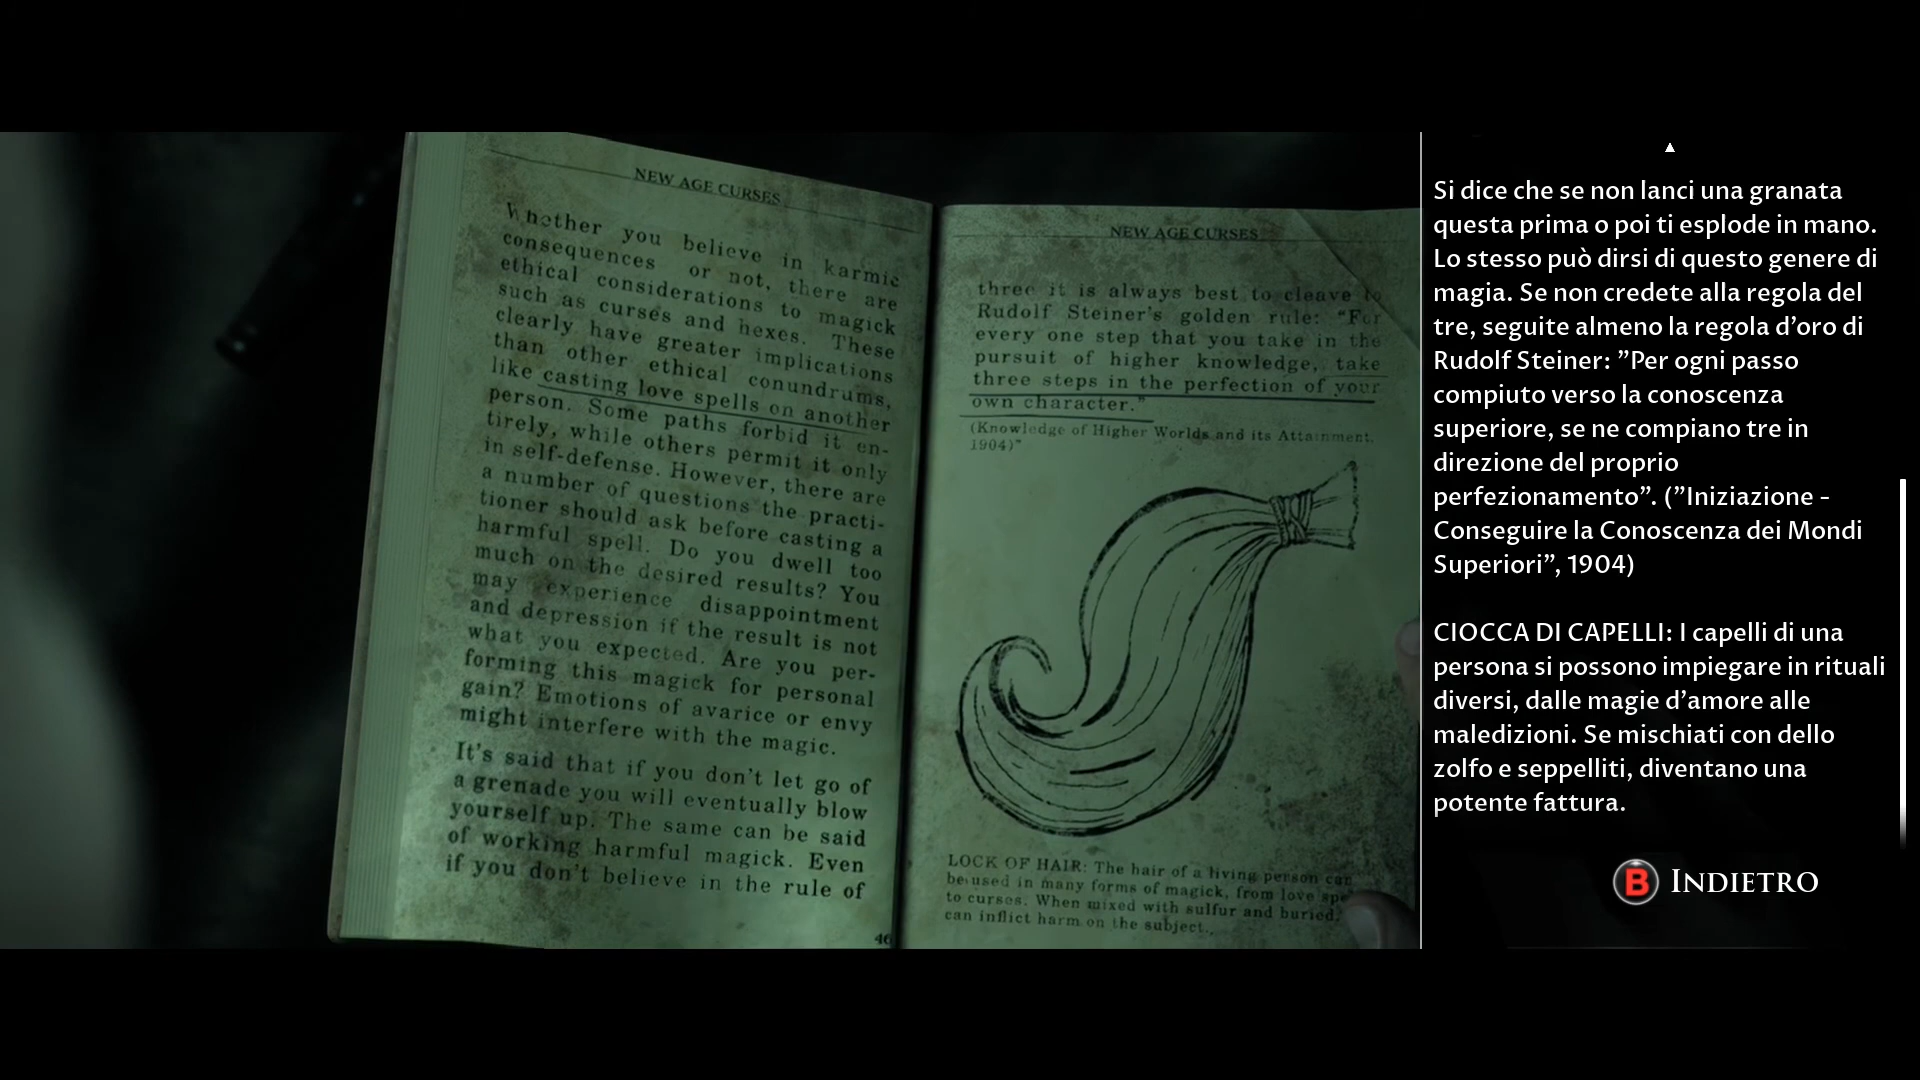 NEW AGE CURSES
Whether you believe in karmic
consequences or not, there are
ethical considerations to magick
such as curses and hexes. These
clearly have greater implications
than other ethical conundrums,
like casting love spells on another
person. Some paths forbid it en-
tirely, while others permit it only
in self-defense. However, there are
a number of questions the practi-
tioner should ask before casting a
harmful spell. Do you dwell too
much on the desired results? You
may experience disappointment
and depression if the result is not
what you expected. Are you per-
forming this magick for personal
gain? Emotions of avarice or envy
might interfere with the magic.
It's said that if you don't let go of
a grenade you will eventually blow
yourself up. The same can be said
of working harmful magick. Even
if you don't believe in the rule of
46
NEW AGE CURSES
three it is always best to cleave to
Rudolf Steiner's golden rule: "For
every one step that you take in the
pursuit of higher knowledge, take
three steps in the perfection of your
own character."
(Knowledge of Higher Worlds and its Attainment,
1904)"
LOCK OF HAIR: The hair of a living person can
be used in many forms of magick, from love
to curses. When mixed with sulfur and buried,
can inflict harm on the subject.
Si dice che se non lanci una granata
questa prima o poi ti esplode in mano.
Lo stesso può dirsi di questo genere di
magia. Se non credete alla regola del
tre, seguite almeno la regola d'oro di
Rudolf Steiner: "Per ogni passo
compiuto verso la conoscenza
superiore, se ne compiano tre in
direzione del proprio
perfezionamento". ("Iniziazione -
Conseguire la Conoscenza dei Mondi
Superiori", 1904)
CIOCCA DI CAPELLI: I capelli di una
persona si possono impiegare in rituali
diversi, dalle magie d'amore alle
maledizioni. Se mischiati con dello
zolfo e seppelliti, diventano una
potente fattura.
B INDIETRO